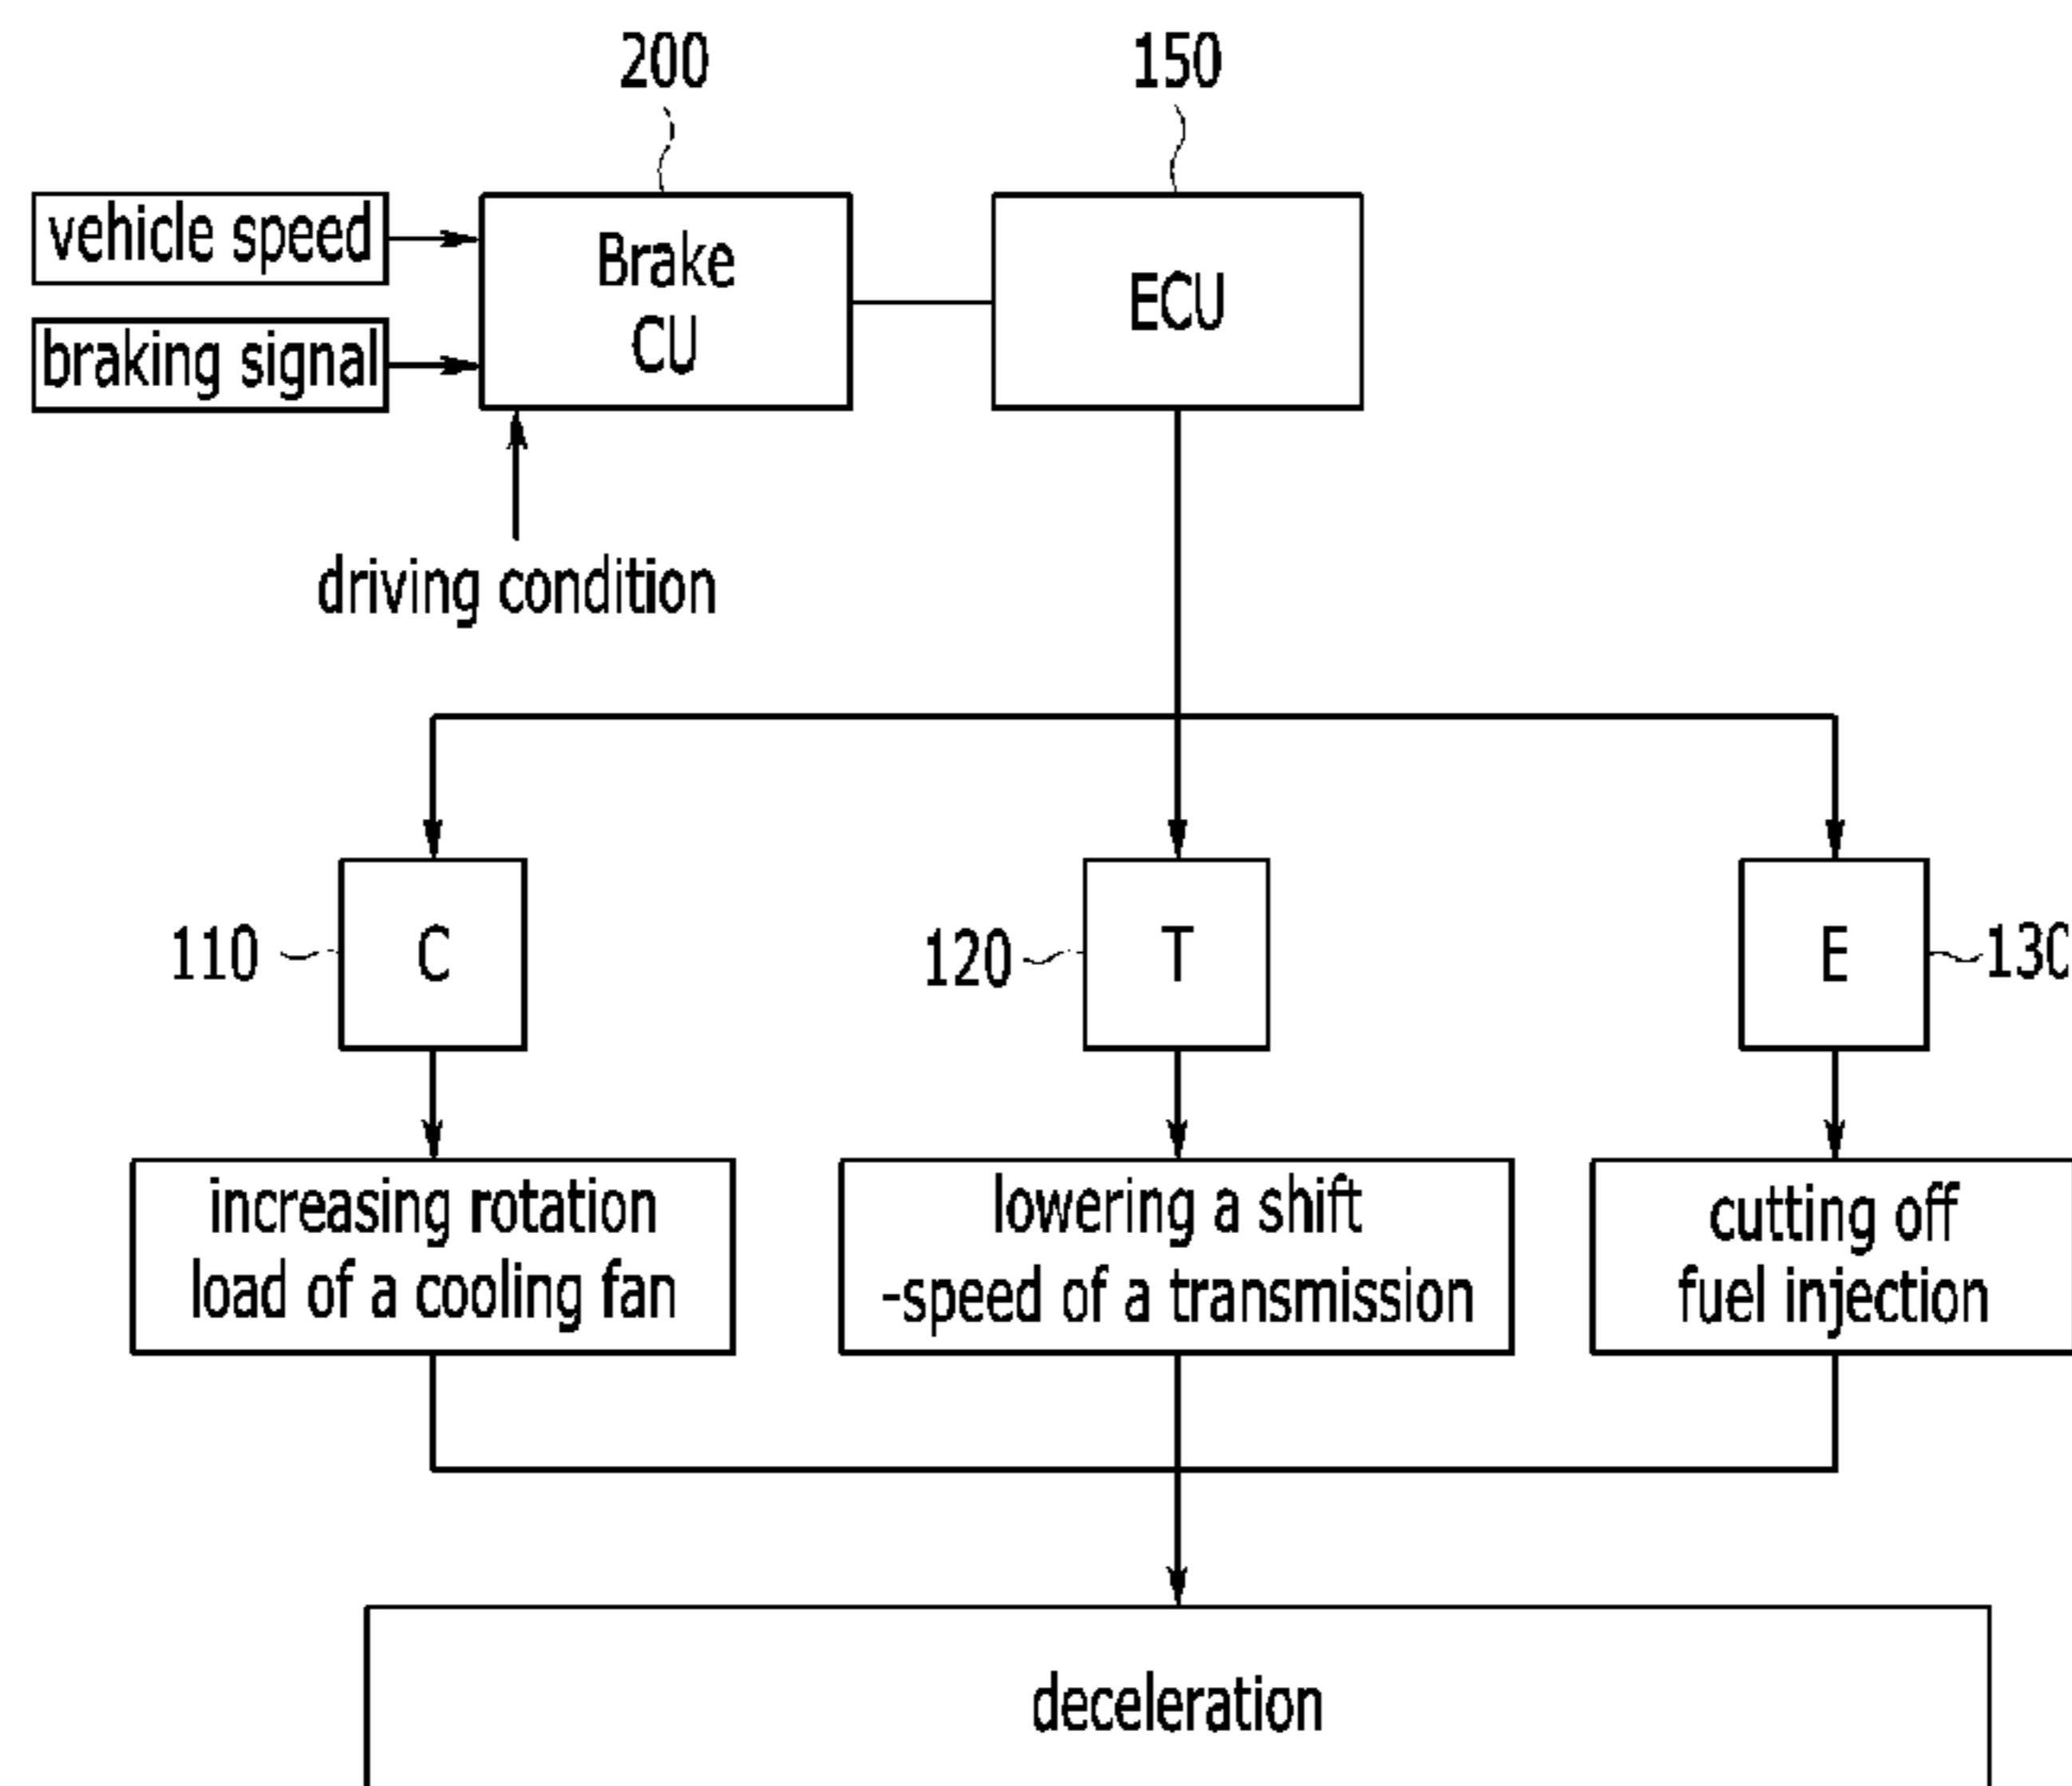 200
150
vehicle speed
braking signal
Brake
CU
ECU
driving condition
110
C
120
T
E
130
increasing rotation
load of a cooling fan
lowering a shift
-speed of a transmission
cutting off
fuel injection
deceleration